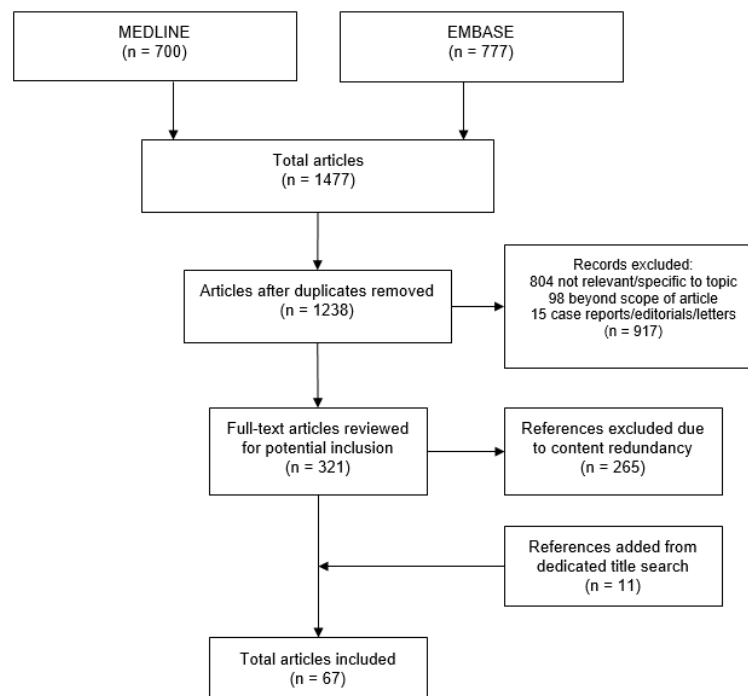 MEDLINE
(n = 700)
EMBASE
(n = 777)
Total articles
(n = 1477)
Articles after duplicates removed
(n = 1238)
Records excluded:
804 not relevant/specific to topic
98 beyond scope of article
15 case reports/editorials/letters
(n = 917)
Full-text articles reviewed
for potential inclusion
(n = 321)
References excluded due
to content redundancy
(n = 265)
References added from
dedicated title search
(n = 11)
Total articles included
(n = 67)